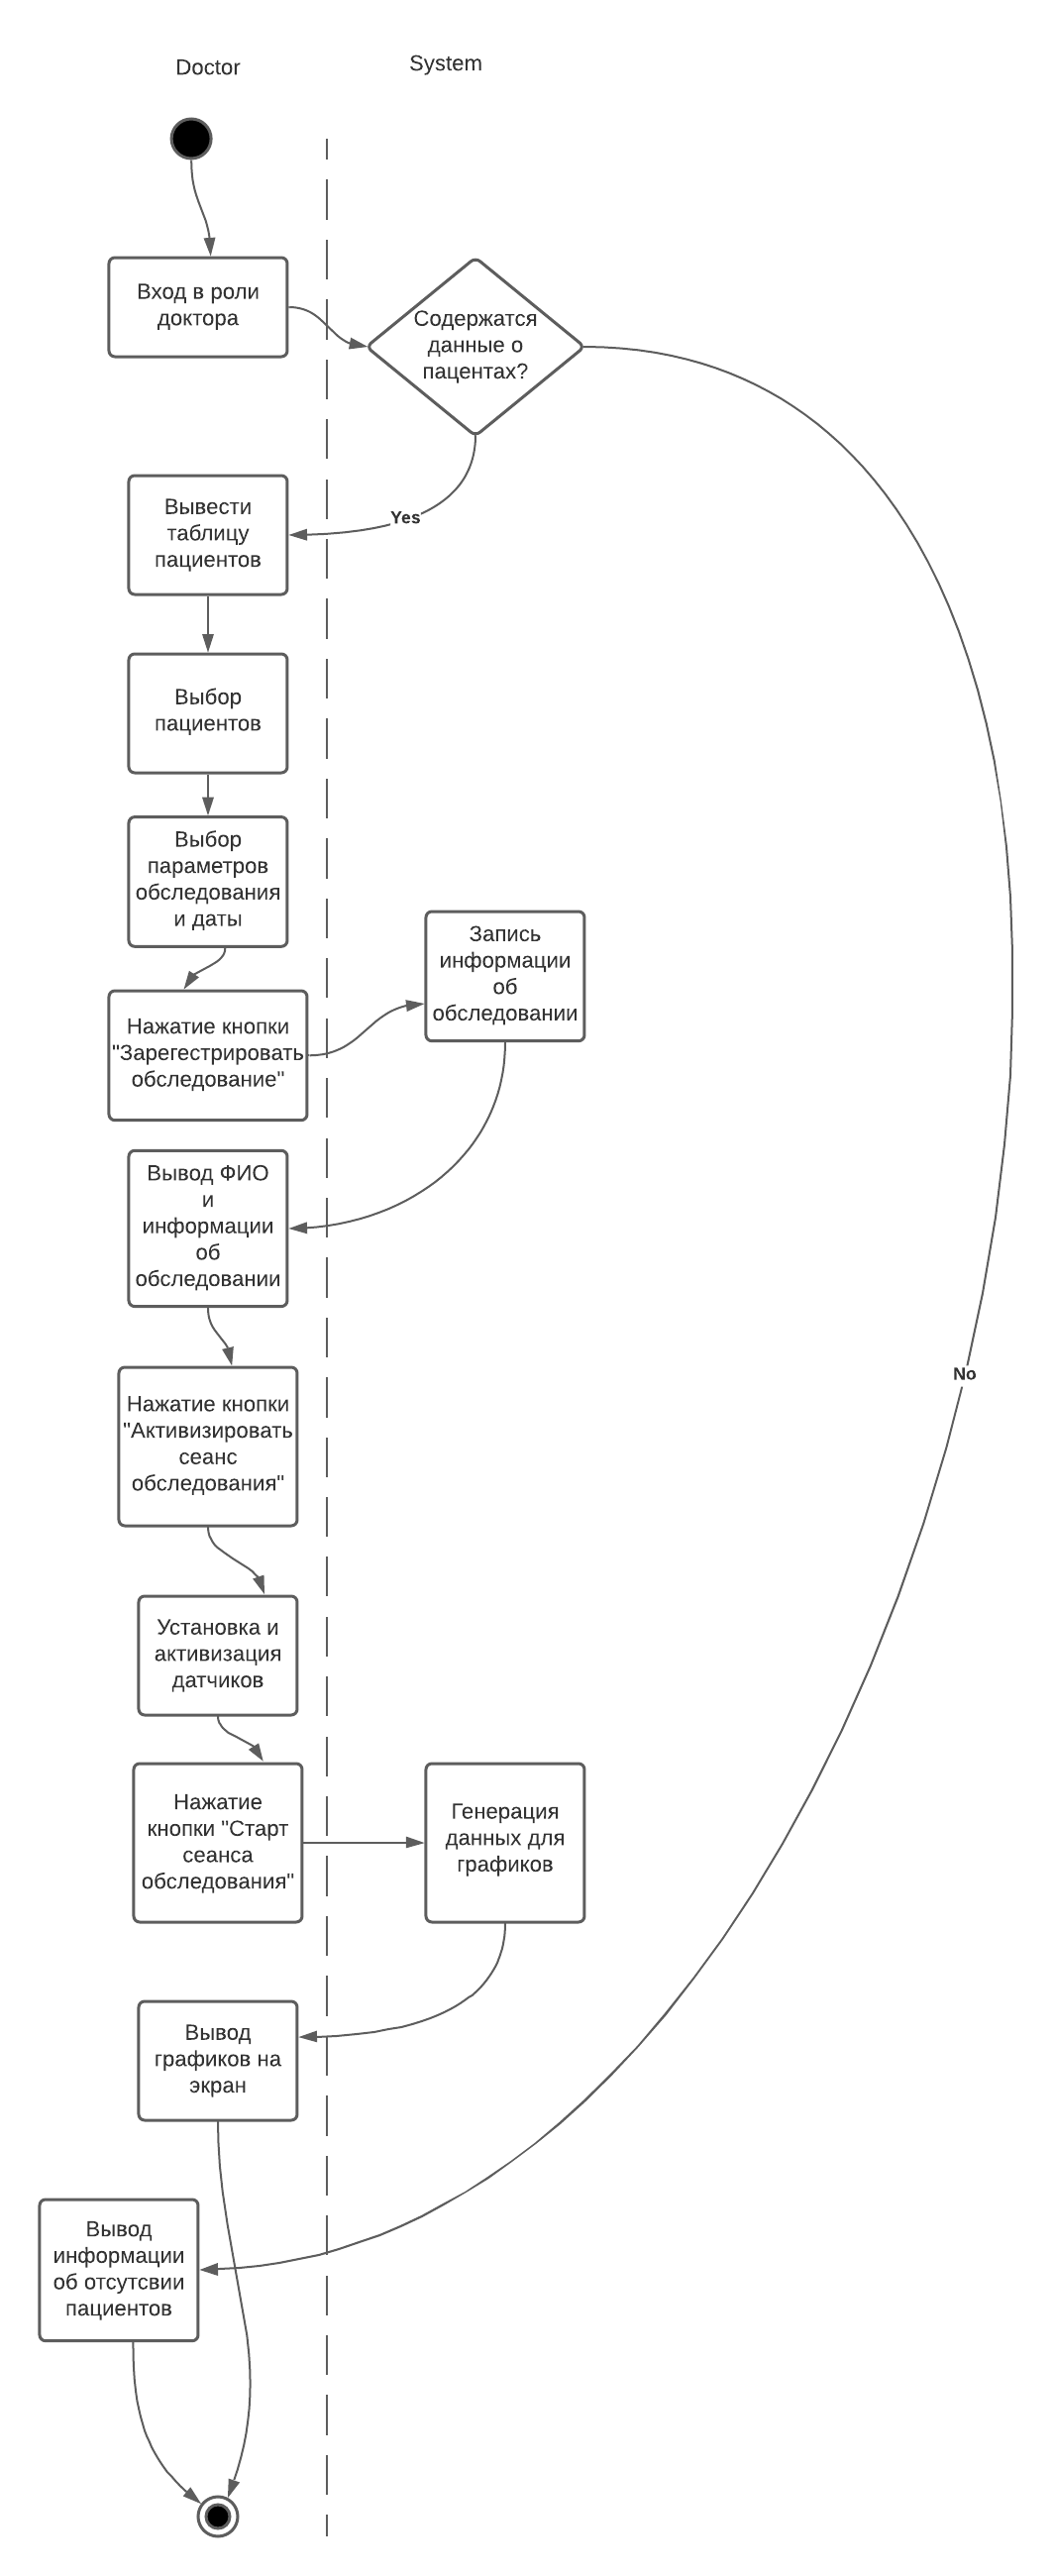 Doctor
System
Вход в роли
доктора
Содержатся
данные о
пацентах?
Yes
Вывести
таблицу
пациентов
Выбор
пациентов
Выбор
параметров
обследования
и даты
Запись
информации
об
обследовании
Нажатие кнопки
"Зарегестрировать
обследование"
Вывод ФИО
и
информации
об
обследовании
No
Нажатие кнопки
"Активизировать
сеанс
обследования"
Установка и
активизация
датчиков
Нажатие
кнопки "Старт
сеанса
обследования"
Генерация
данных для
графиков
Вывод
графиков на
экран
Вывод
информации
об отсутсвии
пациентов